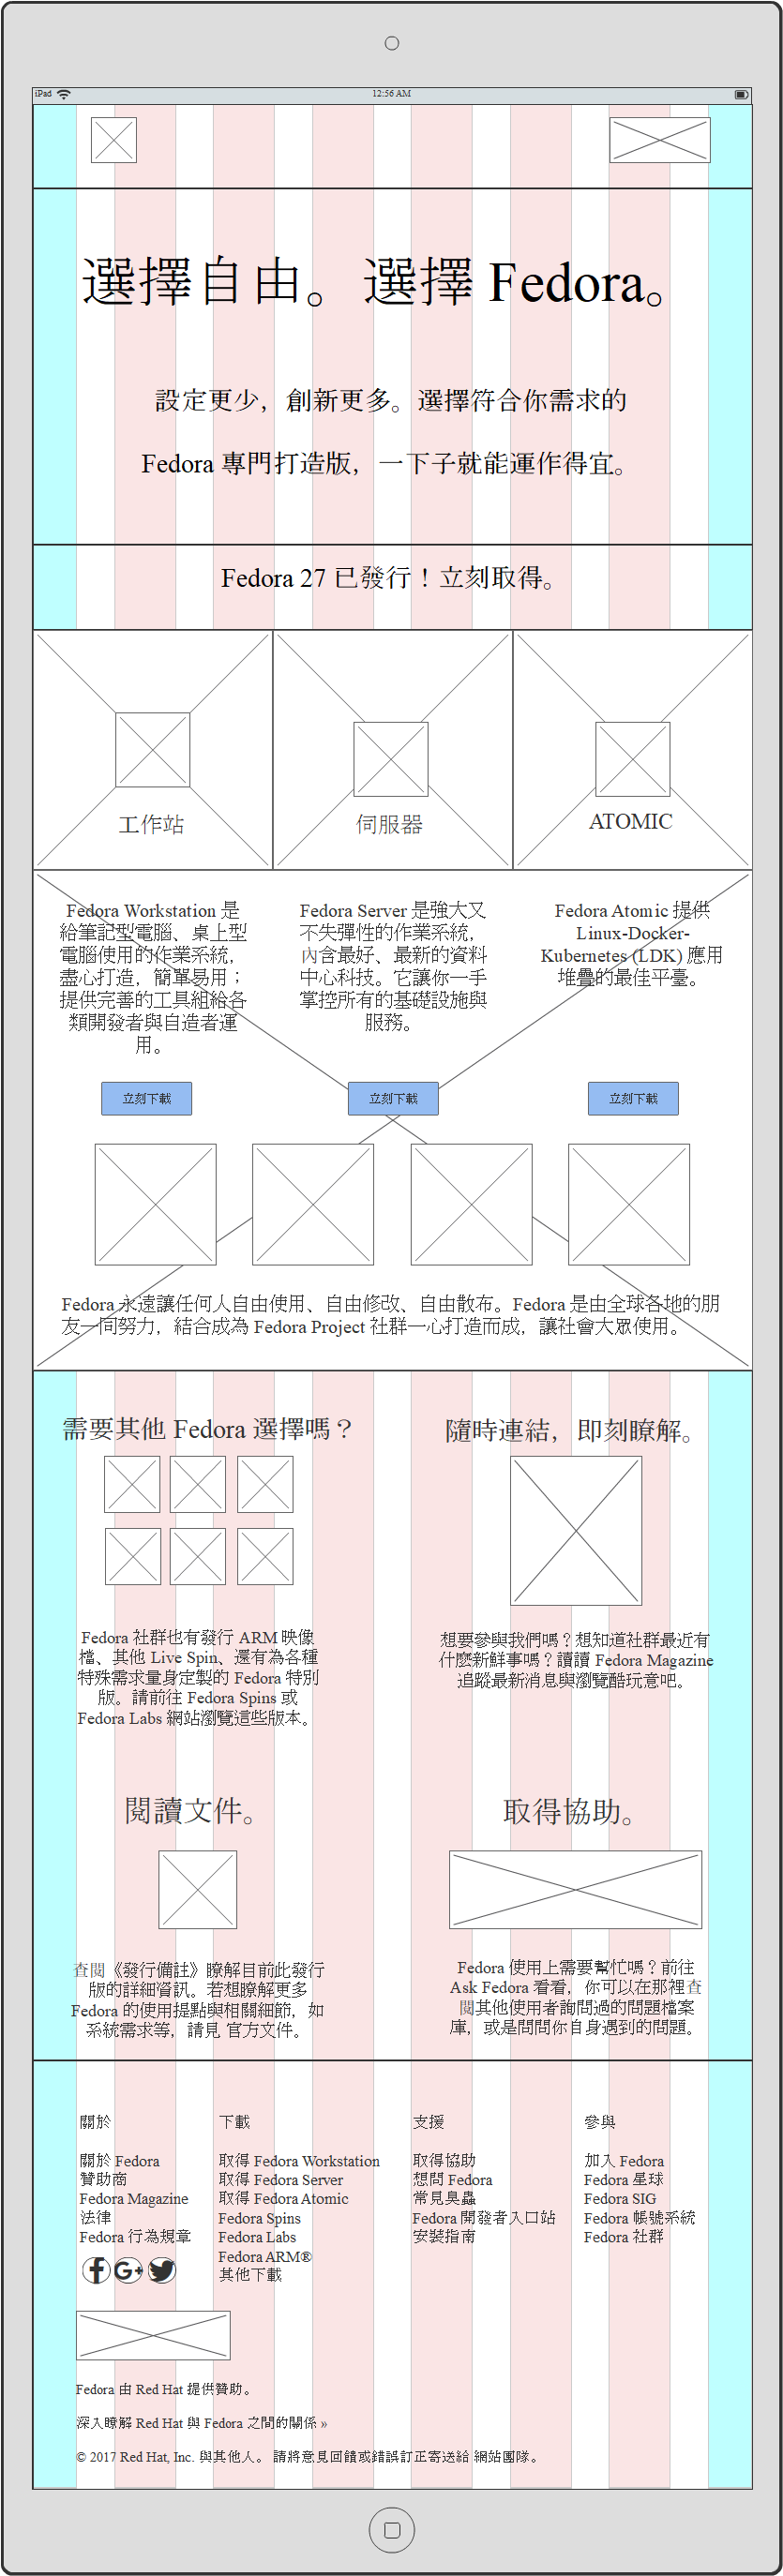 iPad
12:56 AM
選擇自由。選擇 Fedora。
設定更少，創新更多。選擇符合你需求的
Fedora 專門打造版，一下子就能運作得宜。
Fedora 27 已發行！立刻取得。
工作站
伺服器
ATOMIC
Fedora Workstation 是
給筆記型電腦、桌上型
電腦使用的作業系統，
盡心打造，簡單易用；
提供完善的工具組給各
類開發者與自造者運
用。
Fedora Server 是強大又
不失彈性的作業系統，
內含最好、最新的資料
中心科技。它讓你一手
掌控所有的基礎設施與
服務。
Fedora Atomic 提供
Linux-Docker-
Kubernetes (LDK) 應用
堆疊的最佳平臺。
立刻下載
立刻下載
立刻下載
Fedora 永遠讓任何人自由使用、自由修改、自由散布。Fedora 是由全球各地的朋
友一同努力，結合成為 Fedora Project 社群一心打造而成，讓社會大眾使用。
需要其他 Fedora 選擇嗎？
Fedora 社群也有發行 ARM 映像
檔、其他 Live Spin、還有為各種
特殊需求量身定製的 Fedora 特別
版。請前往 Fedora Spins 或
Fedora Labs 網站瀏覽這些版本。
隨時連結，即刻瞭解。
想要參與我們嗎？想知道社群最近有
什麼新鮮事嗎？讀讀 Fedora Magazine
追蹤最新消息與瀏覽酷玩意吧。
閱讀文件。
查閱《發行備註》瞭解目前此發行
版的詳細資訊。若想瞭解更多
Fedora 的使用提點與相關細節，如
系統需求等，請見 官方文件。
取得協助。
Fedora 使用上需要幫忙嗎？前往
Ask Fedora 看看，你可以在那裡查
閱其他使用者詢問過的問題檔案
庫，或是問問你自身遇到的問題。
關於
關於 Fedora
贊助商
Fedora Magazine
法律
Fedora 行為規章
下載
取得 Fedora Workstation
取得 Fedora Server
取得 Fedora Atomic
Fedora Spins
Fedora Labs
Fedora ARM®
其他下載
支援
取得協助
想問 Fedora
常見臭蟲
Fedora 開發者入口站
安裝指南
參與
加入 Fedora
Fedora 星球
Fedora SIG
Fedora 帳號系統
Fedora 社群
Fedora 由 Red Hat 提供贊助。
深入瞭解 Red Hat 與 Fedora 之間的關係 »
© 2017 Red Hat, Inc. 與其他人。 請將意見回饋或錯誤訂正寄送給 網站團隊。